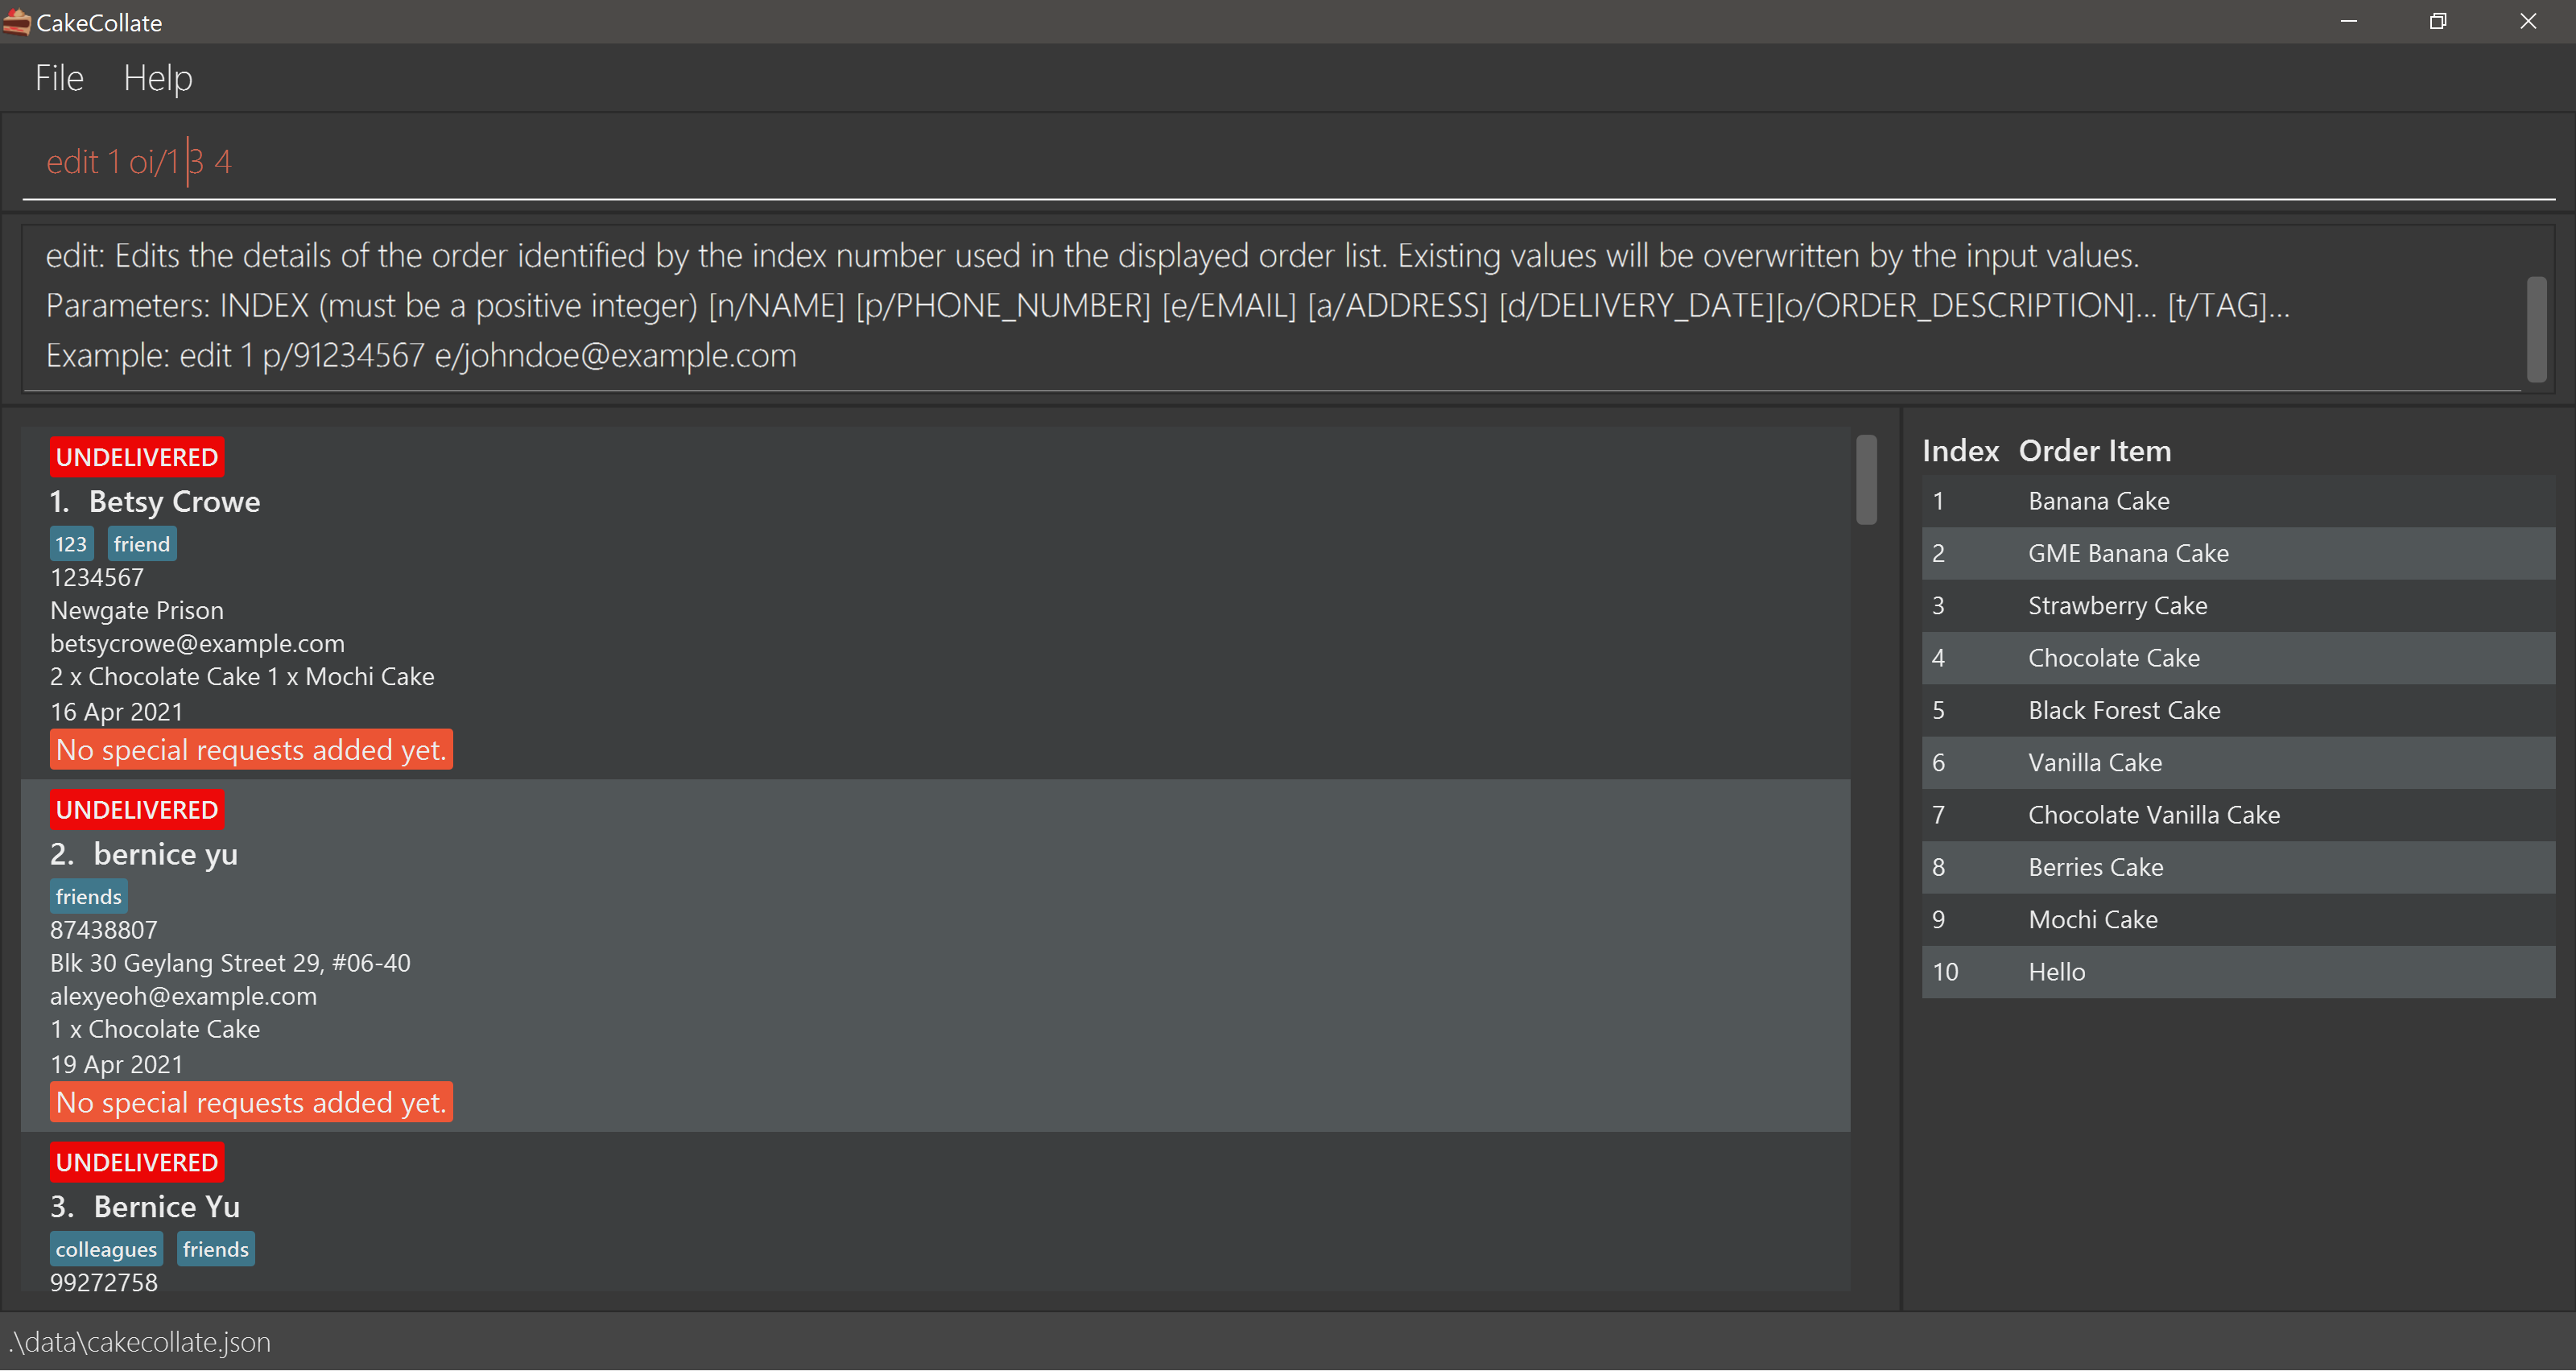 CakeCollate
File Help
edit 1 oi/1 3 4
edit: Edits the details of the order identified by the index number used in the displayed order list. Existing values will be overwritten by the input values.
Parameters: INDEX (must be a positive integer) [n/NAME] [p/PHONE_NUMBER] [e/EMAIL] [a/ADDRESS] [d/DELIVERY_DATE][o/ORDER_DESCRIPTION]... [t/TAG]...
Example: edit 1 p/91234567 e/johndoe@example.com
UNDELIVERED
1. Betsy Crowe
123 friend
1234567
Newgate Prison
betsycrowe@example.com
2 x Chocolate Cake 1 x Mochi Cake
16 Apr 2021
No special requests added yet.
UNDELIVERED
2. bernice yu
friends
87438807
Blk 30 Geylang Street 29, #06-40
alexyeoh@example.com
1 x Chocolate Cake
19 Apr 2021
No special requests added yet.
UNDELIVERED
3. Bernice Yu
colleagues friends
99272758
Index Order Item
1 Banana Cake
2 GME Banana Cake
3 Strawberry Cake
4 Chocolate Cake
5 Black Forest Cake
6 Vanilla Cake
7 Chocolate Vanilla Cake
8 Berries Cake
9 Mochi Cake
10 Hello
.\data\cakecollate.json